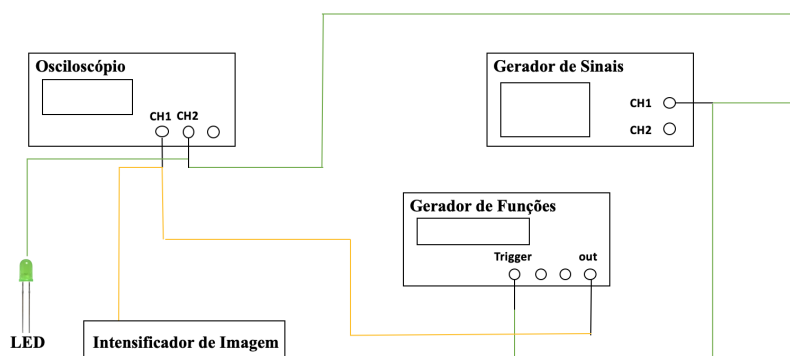 Osciloscópio
CH1 CH2
Gerador de Sinais
CH1
CH2
Gerador de Funções
Trigger out
LED
Intensificador de Imagem